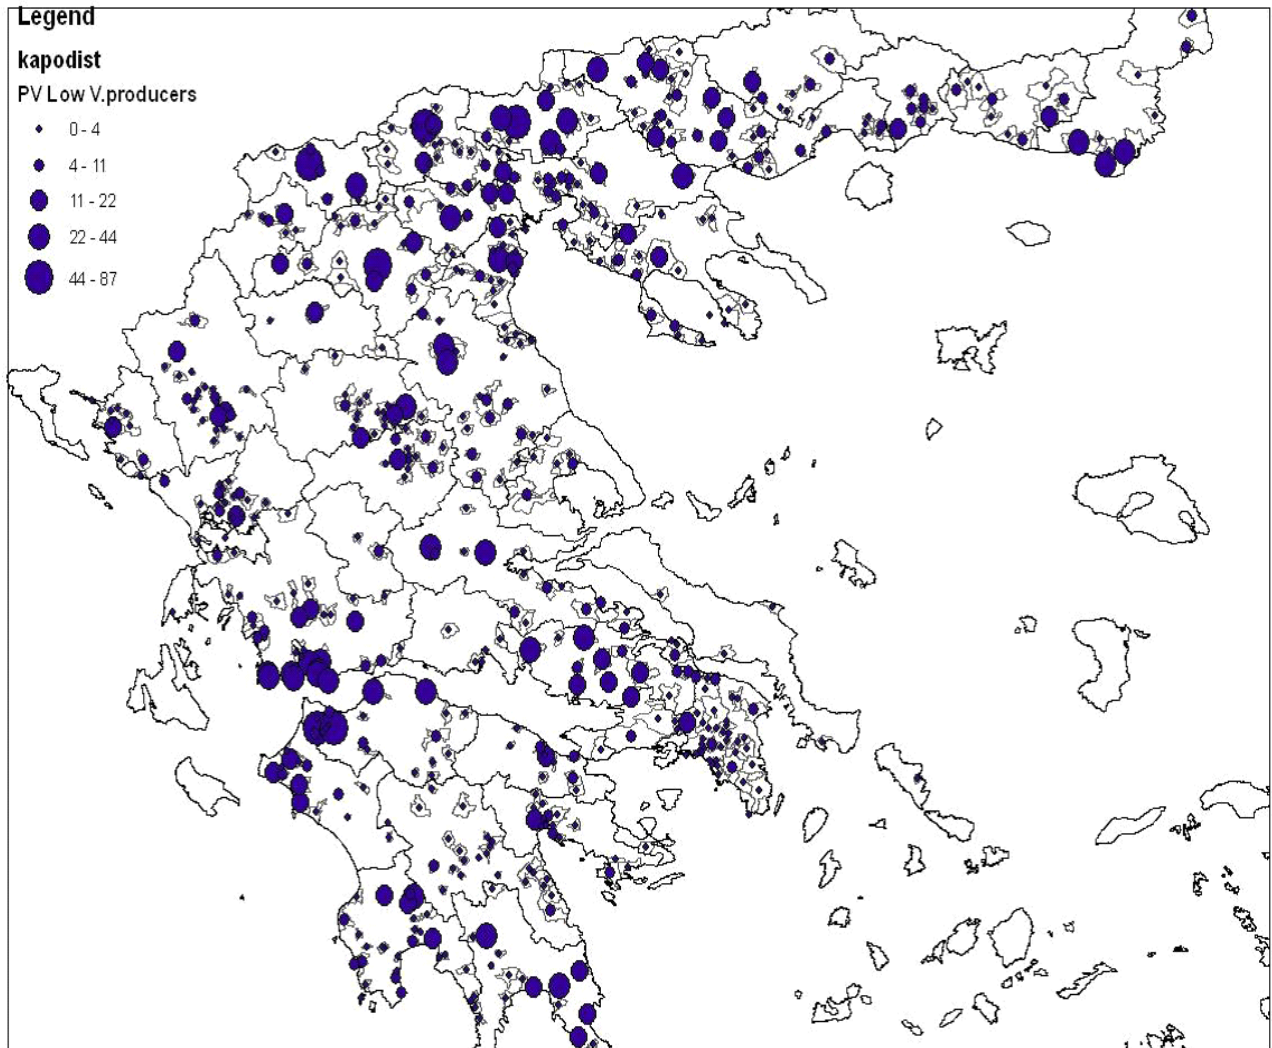 Legend
kapodist
PV Low V.producers
0 - 4
4 - 11
11 - 22
22 - 44
44 - 87